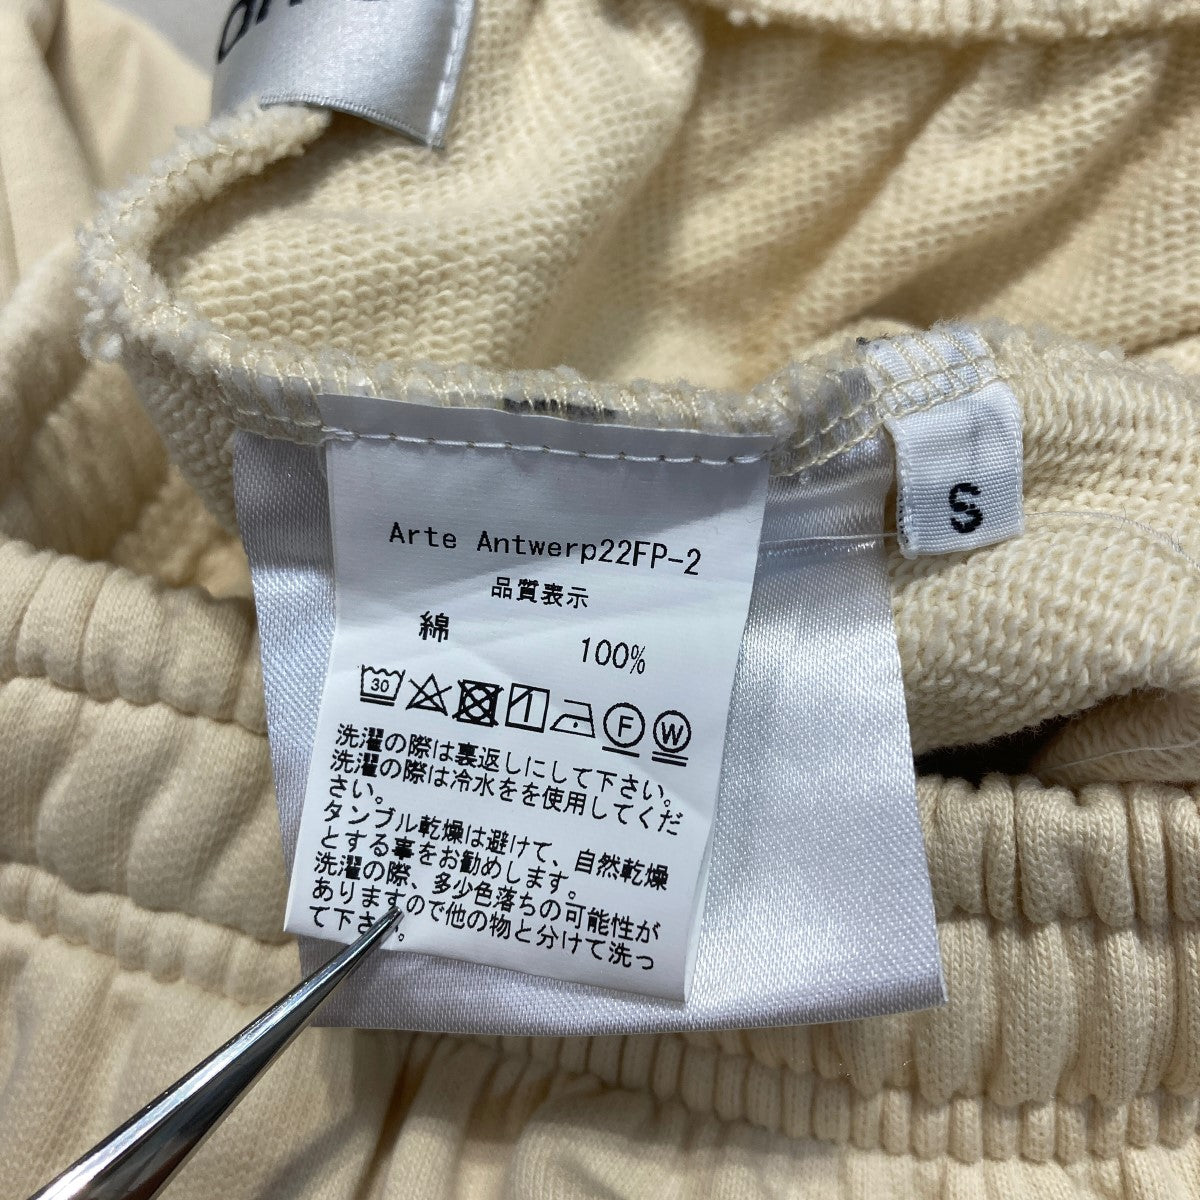 Arte Antwerp22FP-2
品質表示
綿 100%
30 F W
洗濯の際は裏返しにして下さい。
洗濯の際は冷水をを使用してくだ
さい。
タンブル乾燥は避けて、自然乾燥
とする事をお勧めします。
洗濯の際、多少色落ちの可能性が
ありますので他の物と分けて洗っ
て下さい。
S